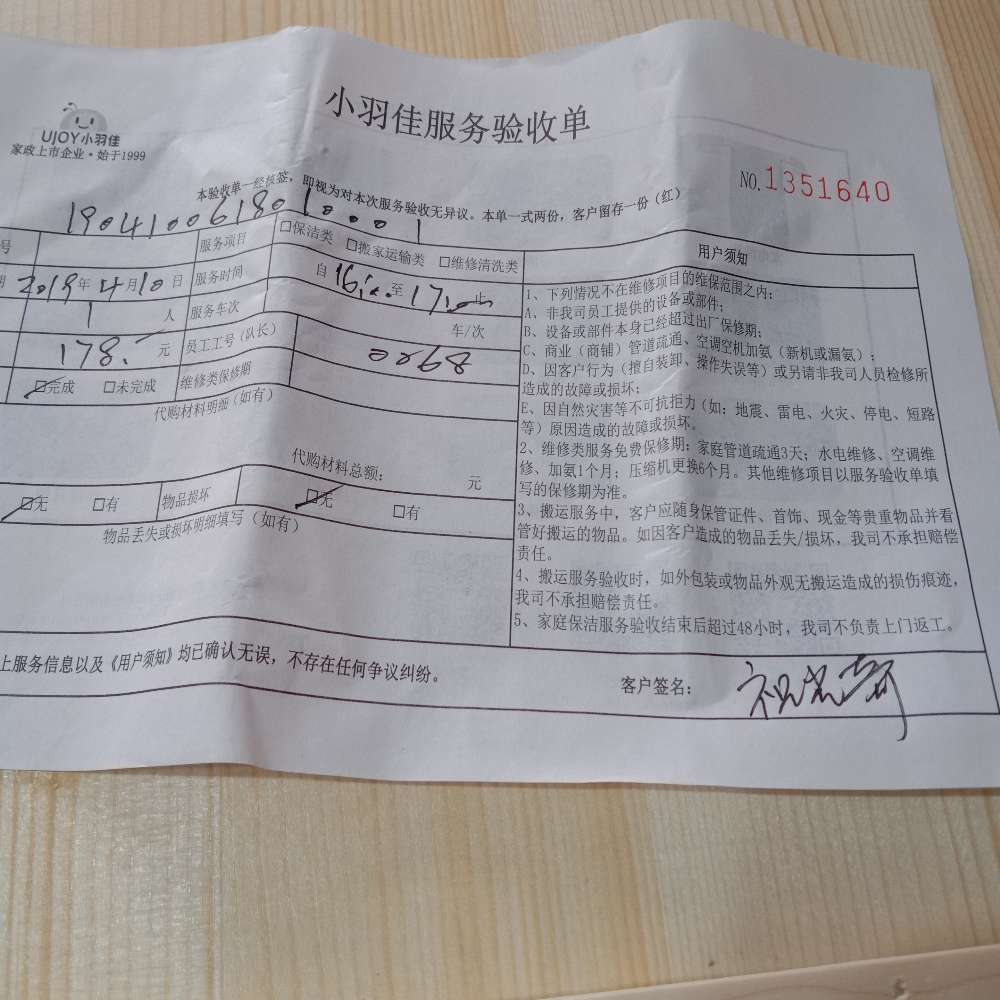 UJOY小羽佳
家政上市企业·始于1999
小羽佳服务验收单
NO.1351640
本验收单一经核签，即视为对本次服务验收无异议。本单一式两份，客户留存一份（红）
190410061801 0001
号 服务项目 □保洁类 □搬家运输类 □维修清洗类
期 2019年4月10日 服务时间 自 16:00 至 17:00 止
1 人 服务车次 车/次
178.- 元 员工工号（队长） 0068
☑完成 □未完成 维修类保修期
代购材料明细（如有）
代购材料总额： 元
☑无 □有 物品损坏 ☑无 □有
物品丢失或损坏明细填写（如有）
用户须知
1、下列情况不在维修项目的维保范围之内：
A、非我司员工提供的设备或部件；
B、设备或部件本身已经超过出厂保修期；
C、商业（商铺）管道疏通、空调空机加氨（新机或漏氨）；
D、因客户行为（擅自装卸、操作失误等）或另请非我司人员检修所
造成的故障或损坏；
E、因自然灾害等不可抗拒力（如：地震、雷电、火灾、停电、短路
等）原因造成的故障或损坏。
2、维修类服务免费保修期：家庭管道疏通3天；水电维修、空调维
修、加氨1个月；压缩机更换6个月。其他维修项目以服务验收单填
写的保修期为准。
3、搬运服务中，客户应随身保管证件、首饰、现金等贵重物品并看
管好搬运的物品。如因客户造成的物品丢失/损坏，我司不承担赔偿
责任。
4、搬运服务验收时，如外包装或物品外观无搬运造成的损伤痕迹，
我司不承担赔偿责任。
5、家庭保洁服务验收结束后超过48小时，我司不负责上门返工。
上服务信息以及《用户须知》均已确认无误，不存在任何争议纠纷。
客户签名：